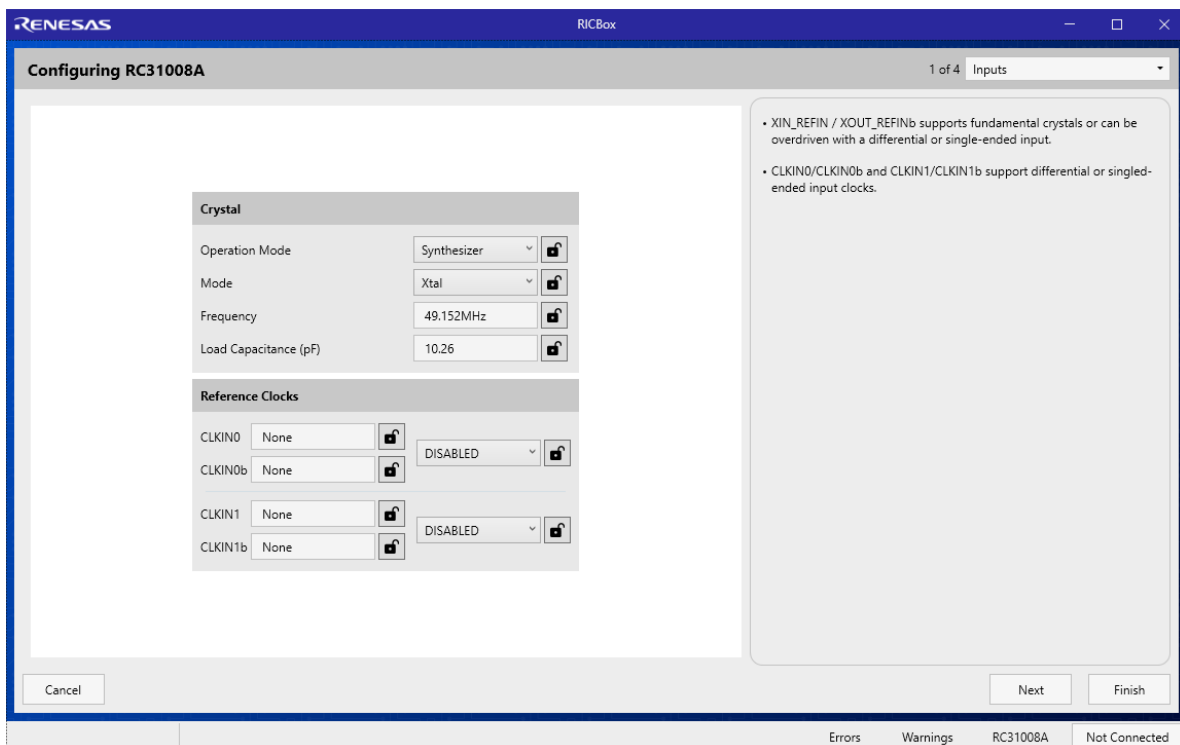 RENESAS
RICBox
Configuring RC31008A
1 of 4 Inputs
Crystal
Operation Mode Synthesizer
Mode Xtal
Frequency 49.152MHz
Load Capacitance (pF) 10.26
Reference Clocks
CLKIN0 None
DISABLED
CLKIN0b None
CLKIN1 None
DISABLED
CLKIN1b None
• XIN_REFIN / XOUT_REFINb supports fundamental crystals or can be
overdriven with a differential or single-ended input.
• CLKIN0/CLKIN0b and CLKIN1/CLKIN1b support differential or singled-
ended input clocks.
Cancel
Next
Finish
Errors Warnings RC31008A Not Connected